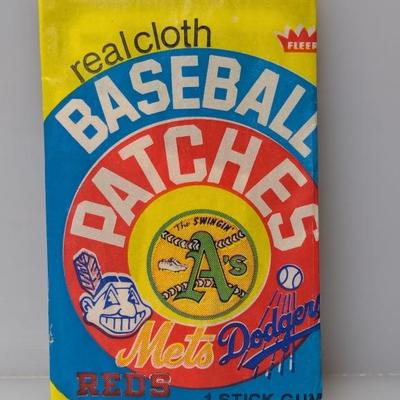 real cloth
FLEER
BASEBALL
PATCHES
The SWINGIN'
A's
Mets
Dodgers
REDS
1 STICK GUM